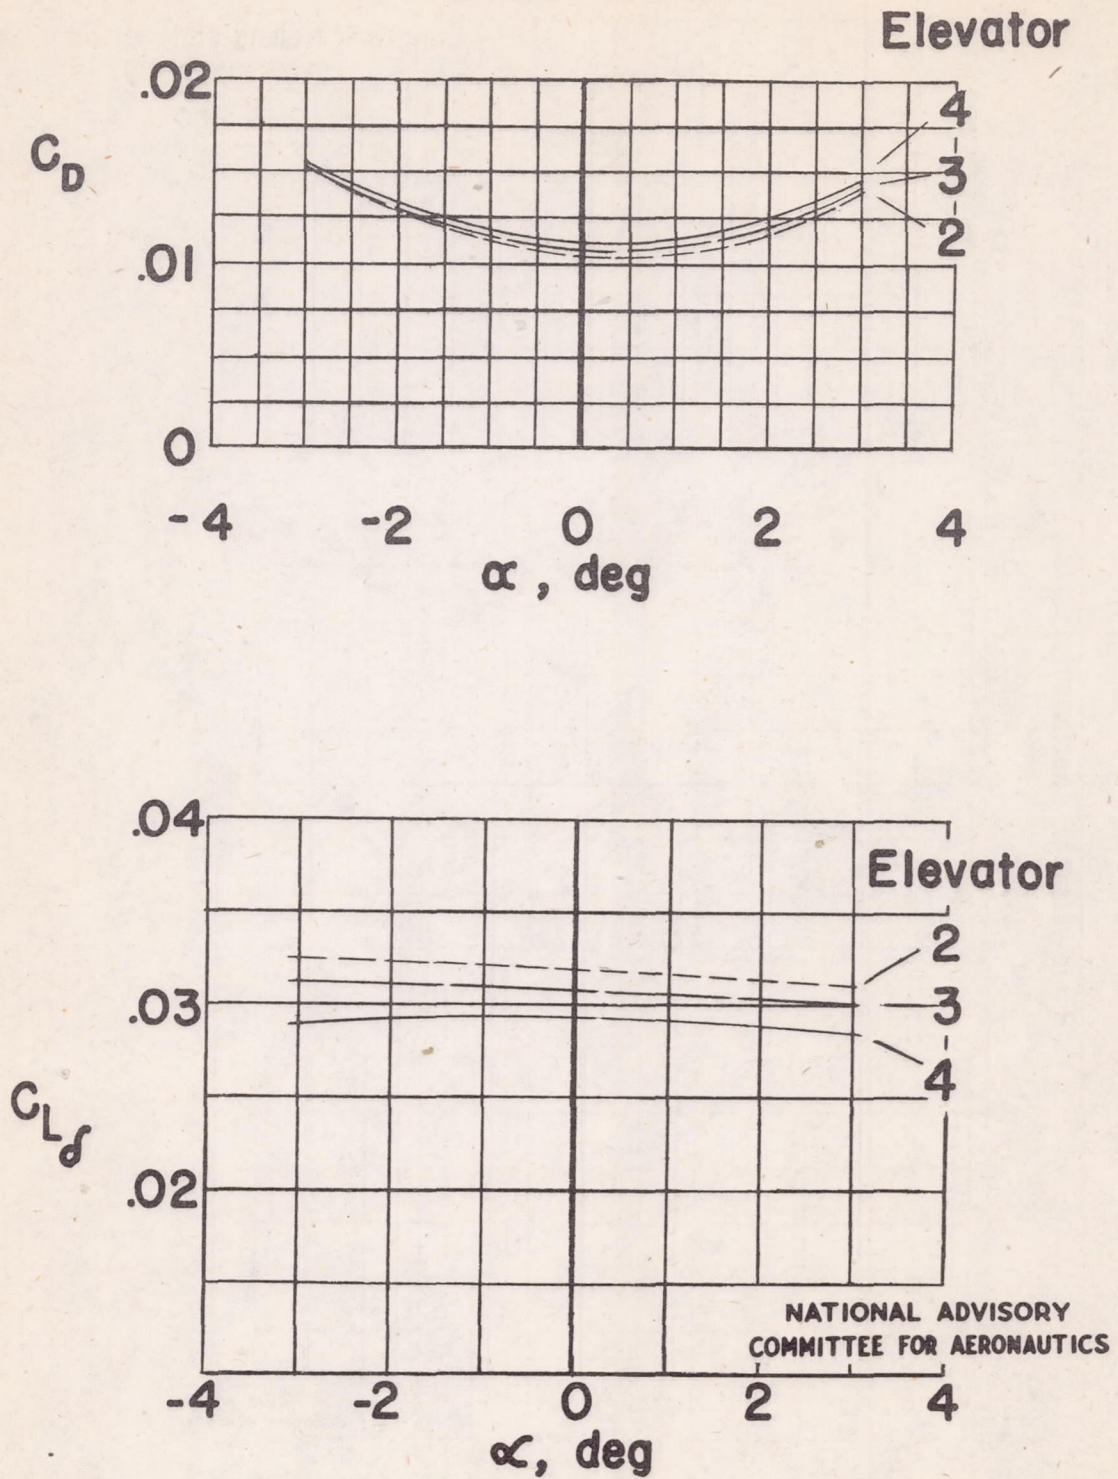 Elevator
.02
4
C_D
3
2
.01
0
-4 -2 0 2 4
α, deg
.04
Elevator
2
.03
3
4
C_Lδ
.02
NATIONAL ADVISORY
COMMITTEE FOR AERONAUTICS
-4 -2 0 2 4
α, deg